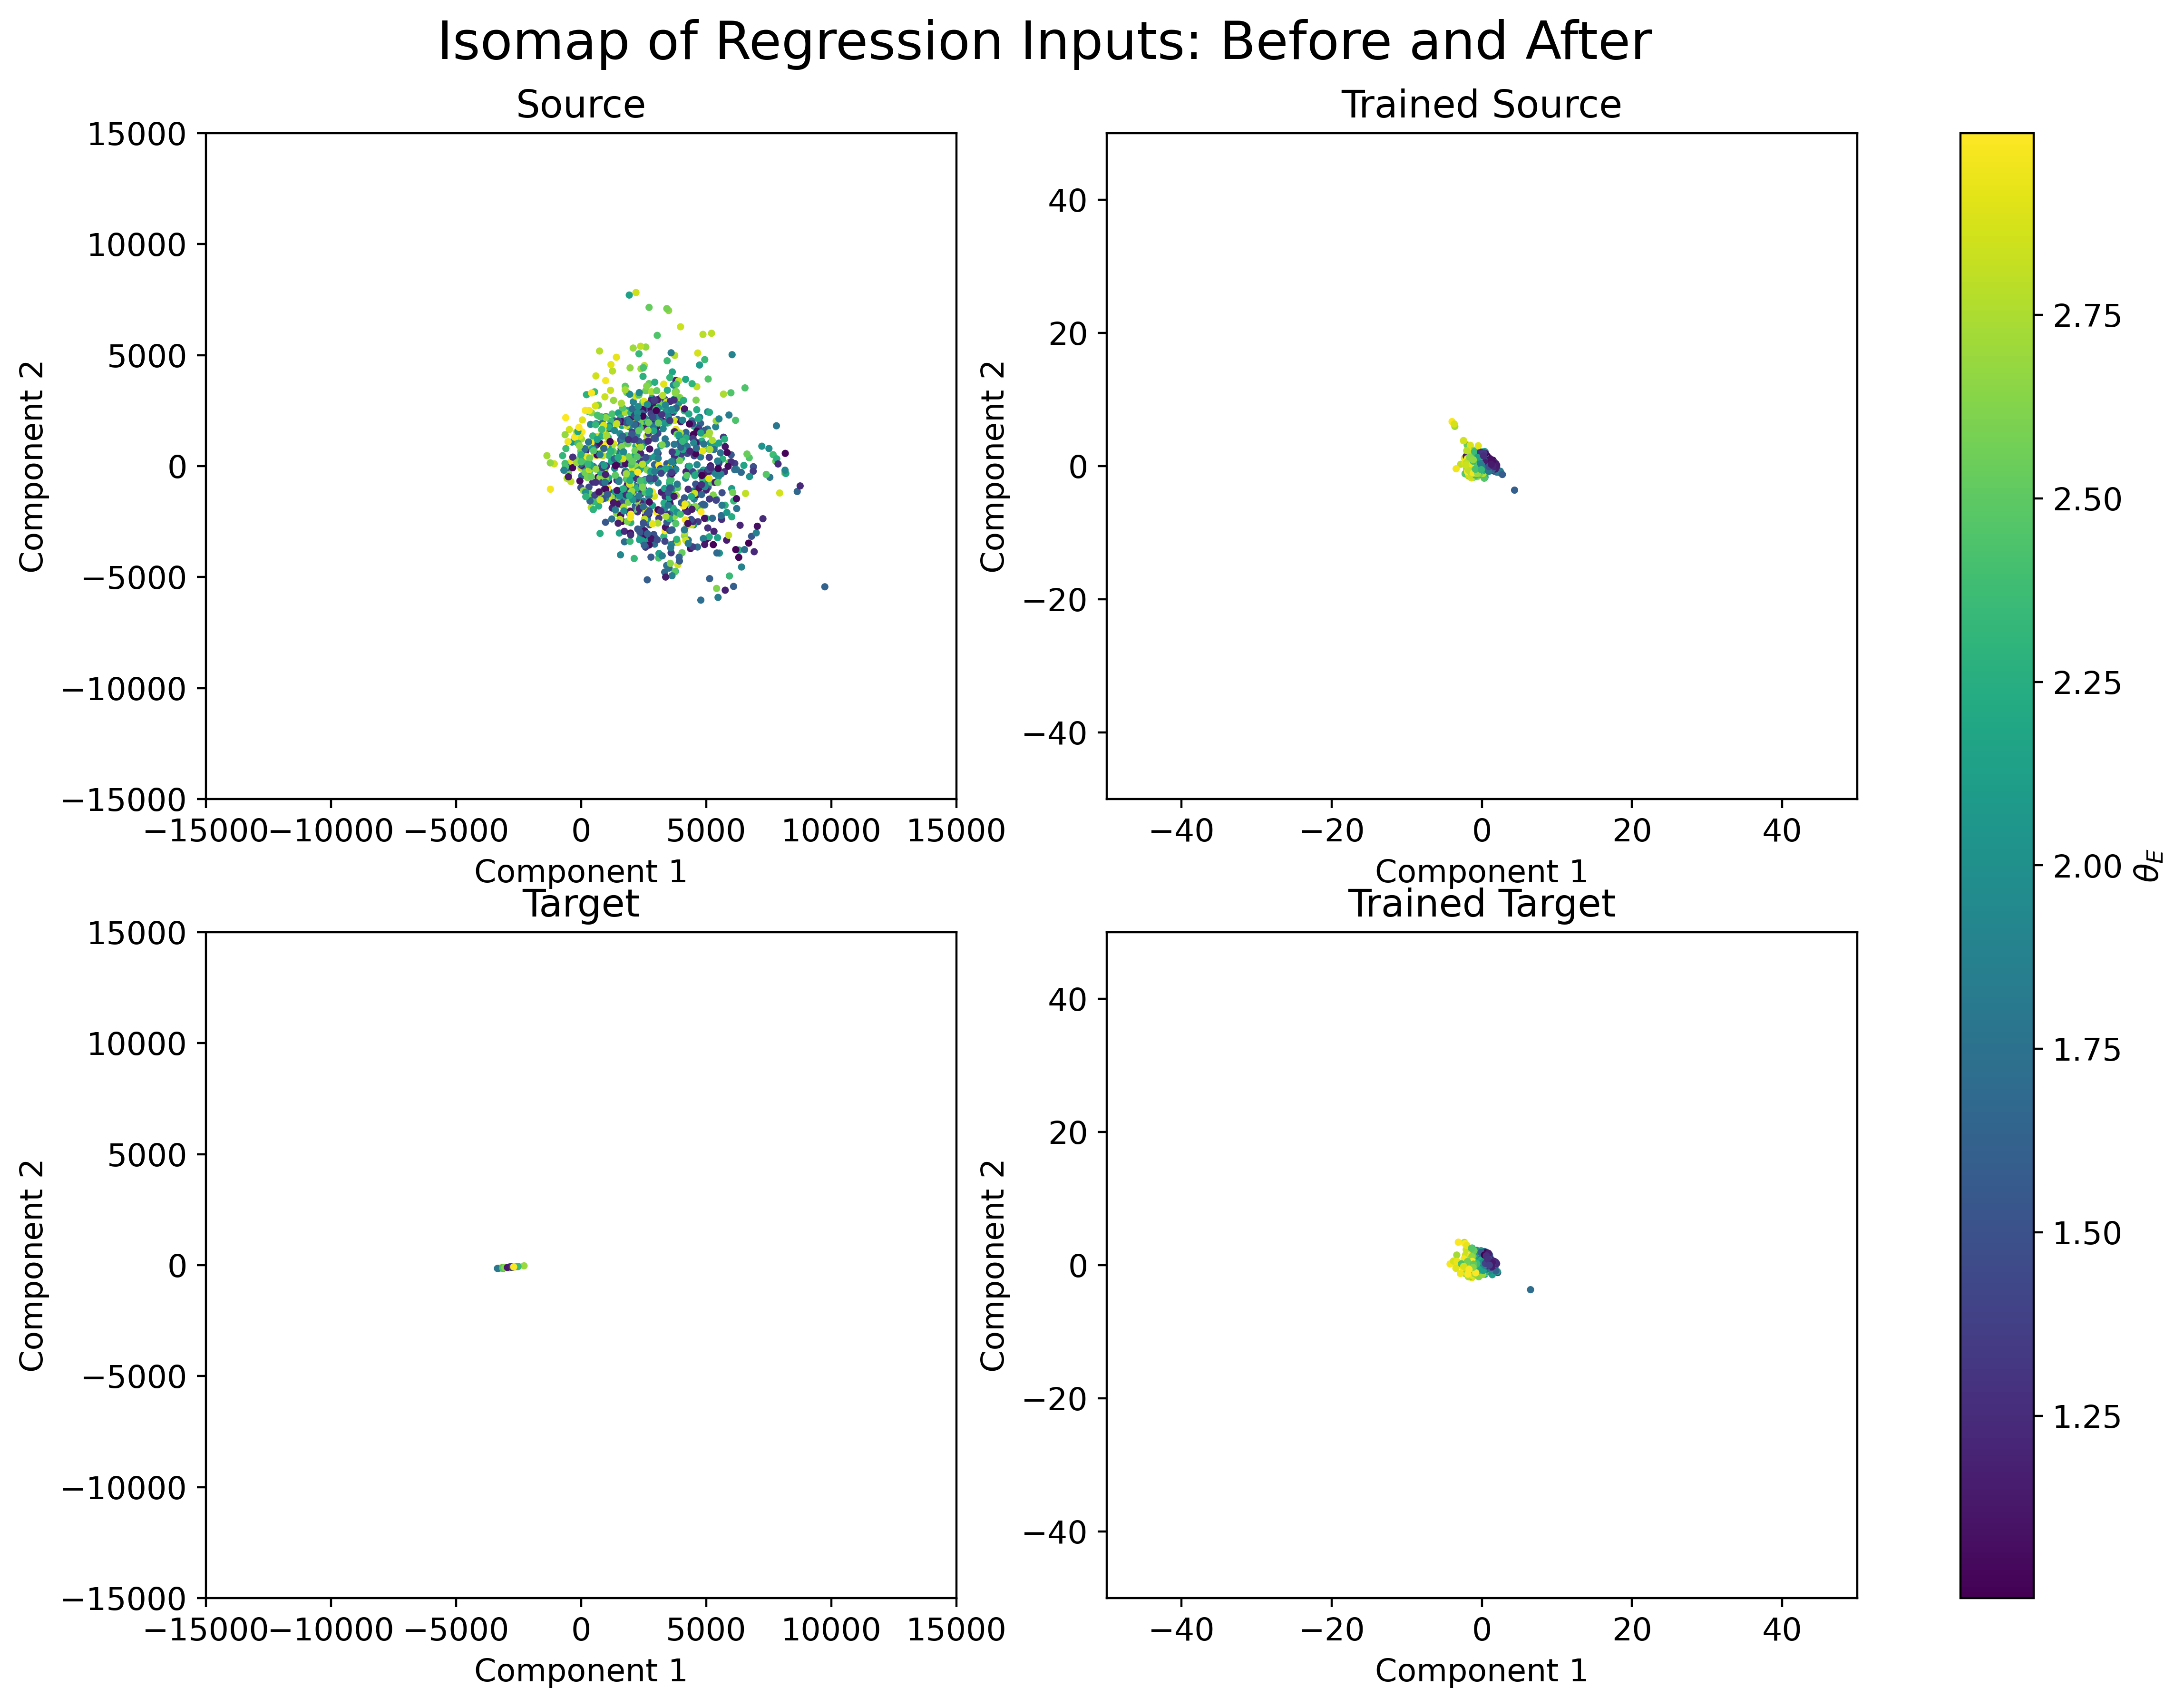 Isomap of Regression Inputs: Before and After
Source
15000
10000
5000
0
−5000
−10000
−15000
Component 2
−15000 −10000 −5000 0 5000 10000 15000
Component 1
Trained Source
40
20
0
−20
−40
Component 2
−40 −20 0 20 40
Component 1
Target
15000
10000
5000
0
−5000
−10000
−15000
Component 2
−15000 −10000 −5000 0 5000 10000 15000
Component 1
Trained Target
40
20
0
−20
−40
Component 2
−40 −20 0 20 40
Component 1
2.75
2.50
2.25
2.00
1.75
1.50
1.25
θE